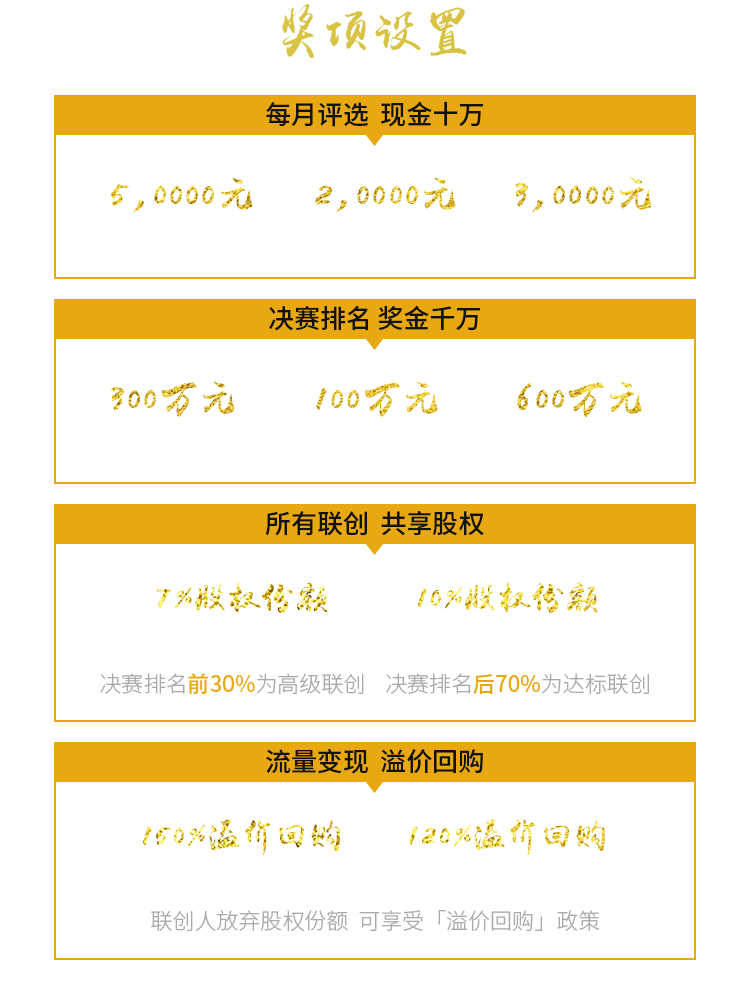 奖项设置
每月评选 现金十万
5,0000元 2,0000元 3,0000元
决赛排名 奖金千万
300万元 100万元 600万元
所有联创 共享股权
7%股权份额 10%股权份额
决赛排名前30%为高级联创 决赛排名后70%为达标联创
流量变现 溢价回购
150%溢价回购 120%溢价回购
联创人放弃股权份额 可享受「溢价回购」政策